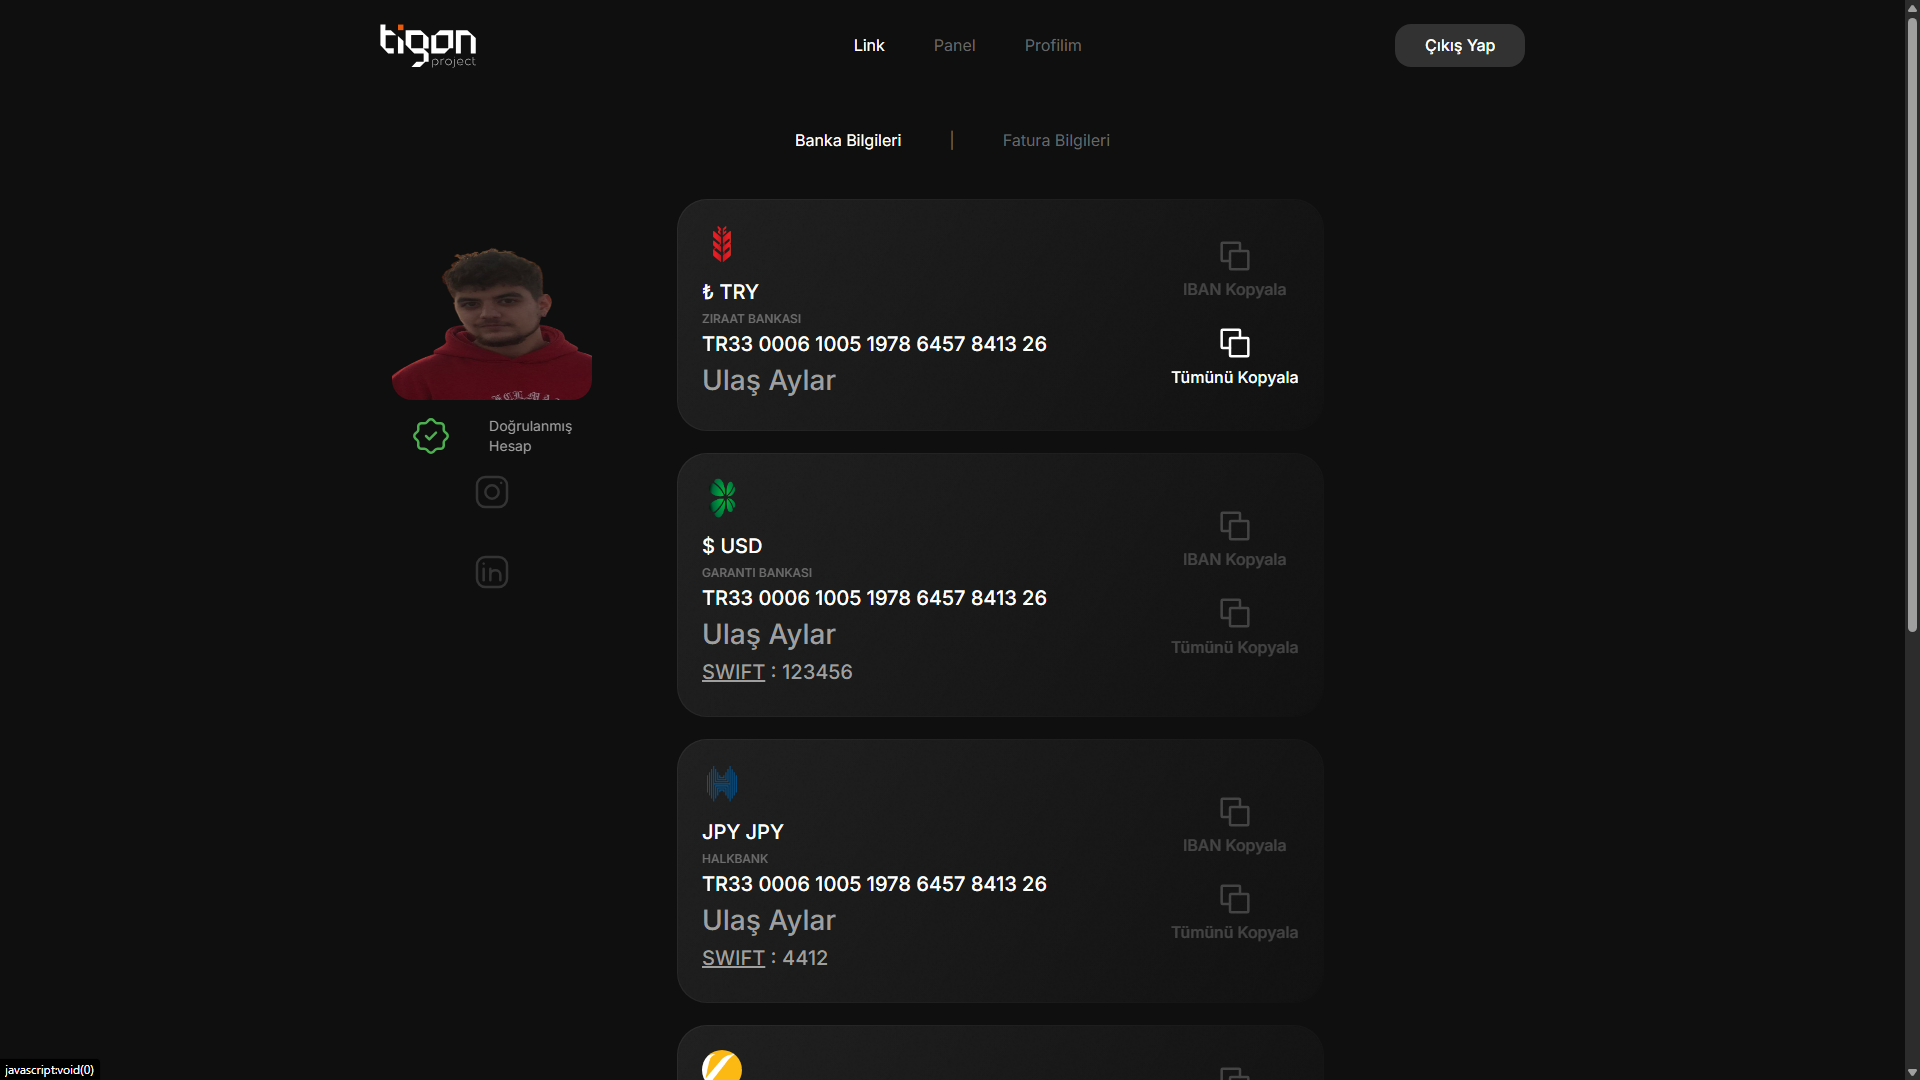 tigon
project
Link
Panel
Profilim
Çıkış Yap
Banka Bilgileri
Fatura Bilgileri
Doğrulanmış
Hesap
₺ TRY
ZIRAAT BANKASI
TR33 0006 1005 1978 6457 8413 26
Ulaş Aylar
IBAN Kopyala
Tümünü Kopyala
$ USD
GARANTI BANKASI
TR33 0006 1005 1978 6457 8413 26
Ulaş Aylar
SWIFT : 123456
IBAN Kopyala
Tümünü Kopyala
JPY JPY
HALKBANK
TR33 0006 1005 1978 6457 8413 26
Ulaş Aylar
SWIFT : 4412
IBAN Kopyala
Tümünü Kopyala
javascript:void(0)